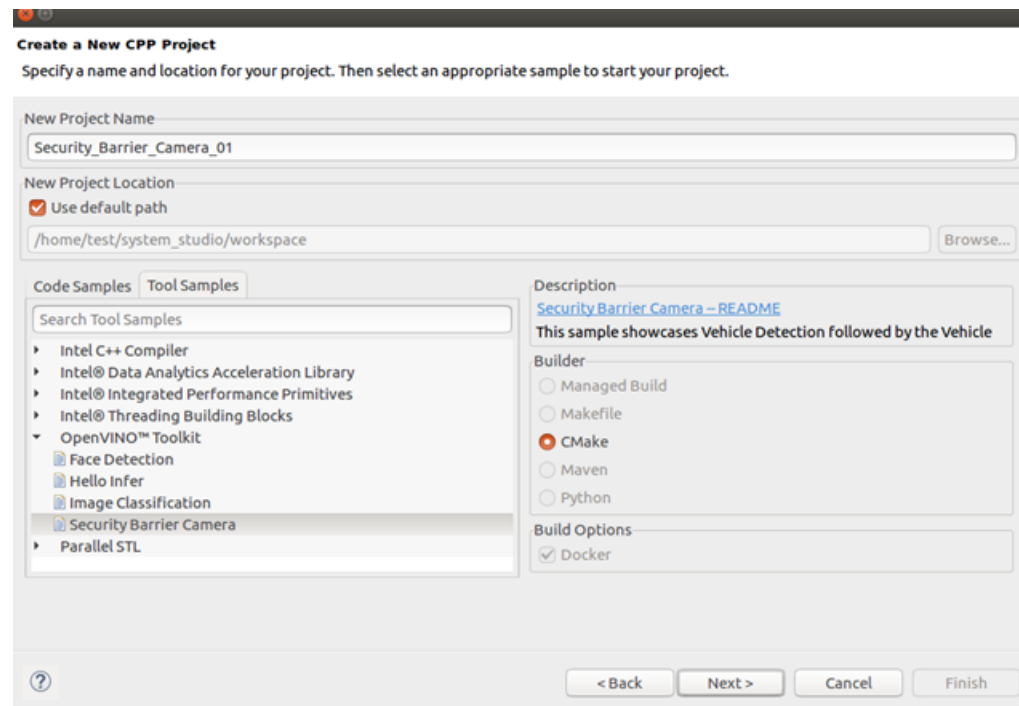 Create a New CPP Project
Specify a name and location for your project. Then select an appropriate sample to start your project.
New Project Name
Security_Barrier_Camera_01
New Project Location
Use default path
/home/test/system_studio/workspace
Browse...
Code Samples
Tool Samples
Search Tool Samples
Intel C++ Compiler
Intel® Data Analytics Acceleration Library
Intel® Integrated Performance Primitives
Intel® Threading Building Blocks
OpenVINO™ Toolkit
Face Detection
Hello Infer
Image Classification
Security Barrier Camera
Parallel STL
Description
Security Barrier Camera – README
This sample showcases Vehicle Detection followed by the Vehicle
Builder
Managed Build
Makefile
CMake
Maven
Python
Build Options
Docker
?
< Back
Next >
Cancel
Finish